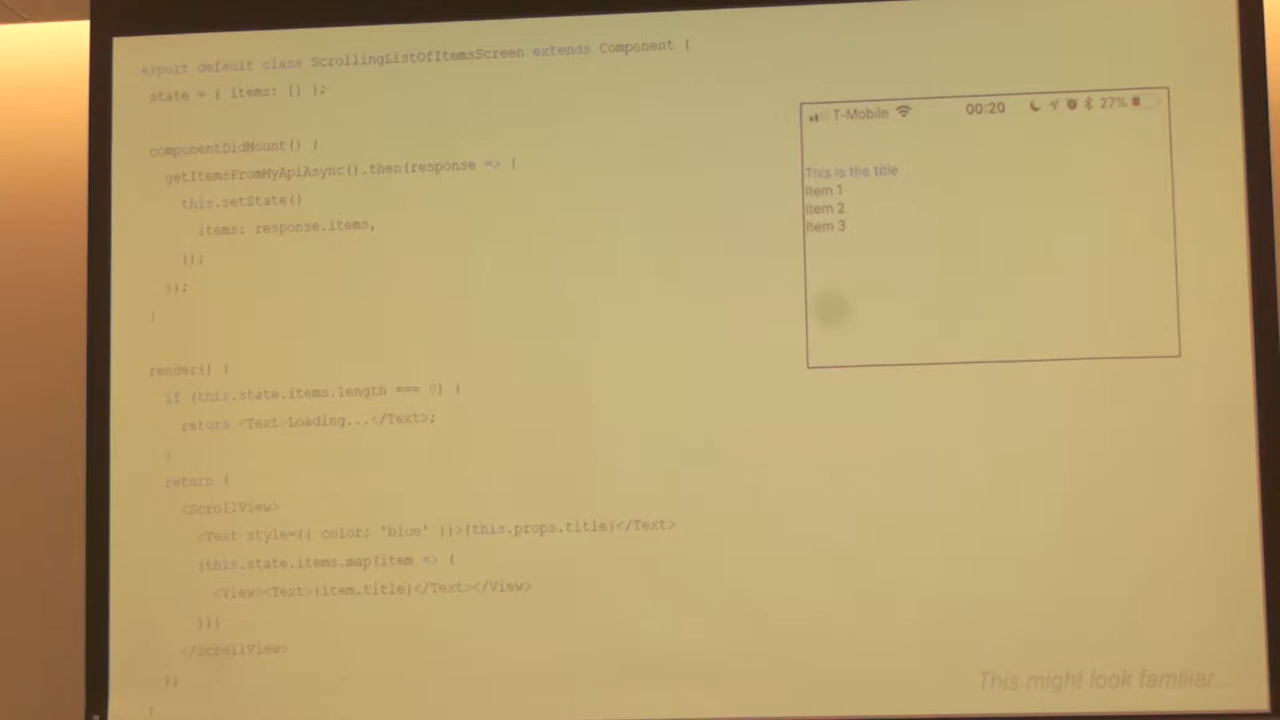 export default class ScrollingListOfItemsScreen extends Component {
state = { items: [] };
componentDidMount() {
getItemsFromMyApiAsync().then(response => {
this.setState({
items: response.items,
});
});
}
render() {
if (this.state.items.length === 0) {
return <Text>Loading...</Text>;
}
return (
<ScrollView>
<Text style={{ color: 'blue' }}>{this.props.title}</Text>
{this.state.items.map(item => {
<View><Text>{item.title}</Text></View>
})}
</ScrollView>
);
}
T-Mobile 00:20 27%
This is the title
Item 1
Item 2
Item 3
This might look familiar...